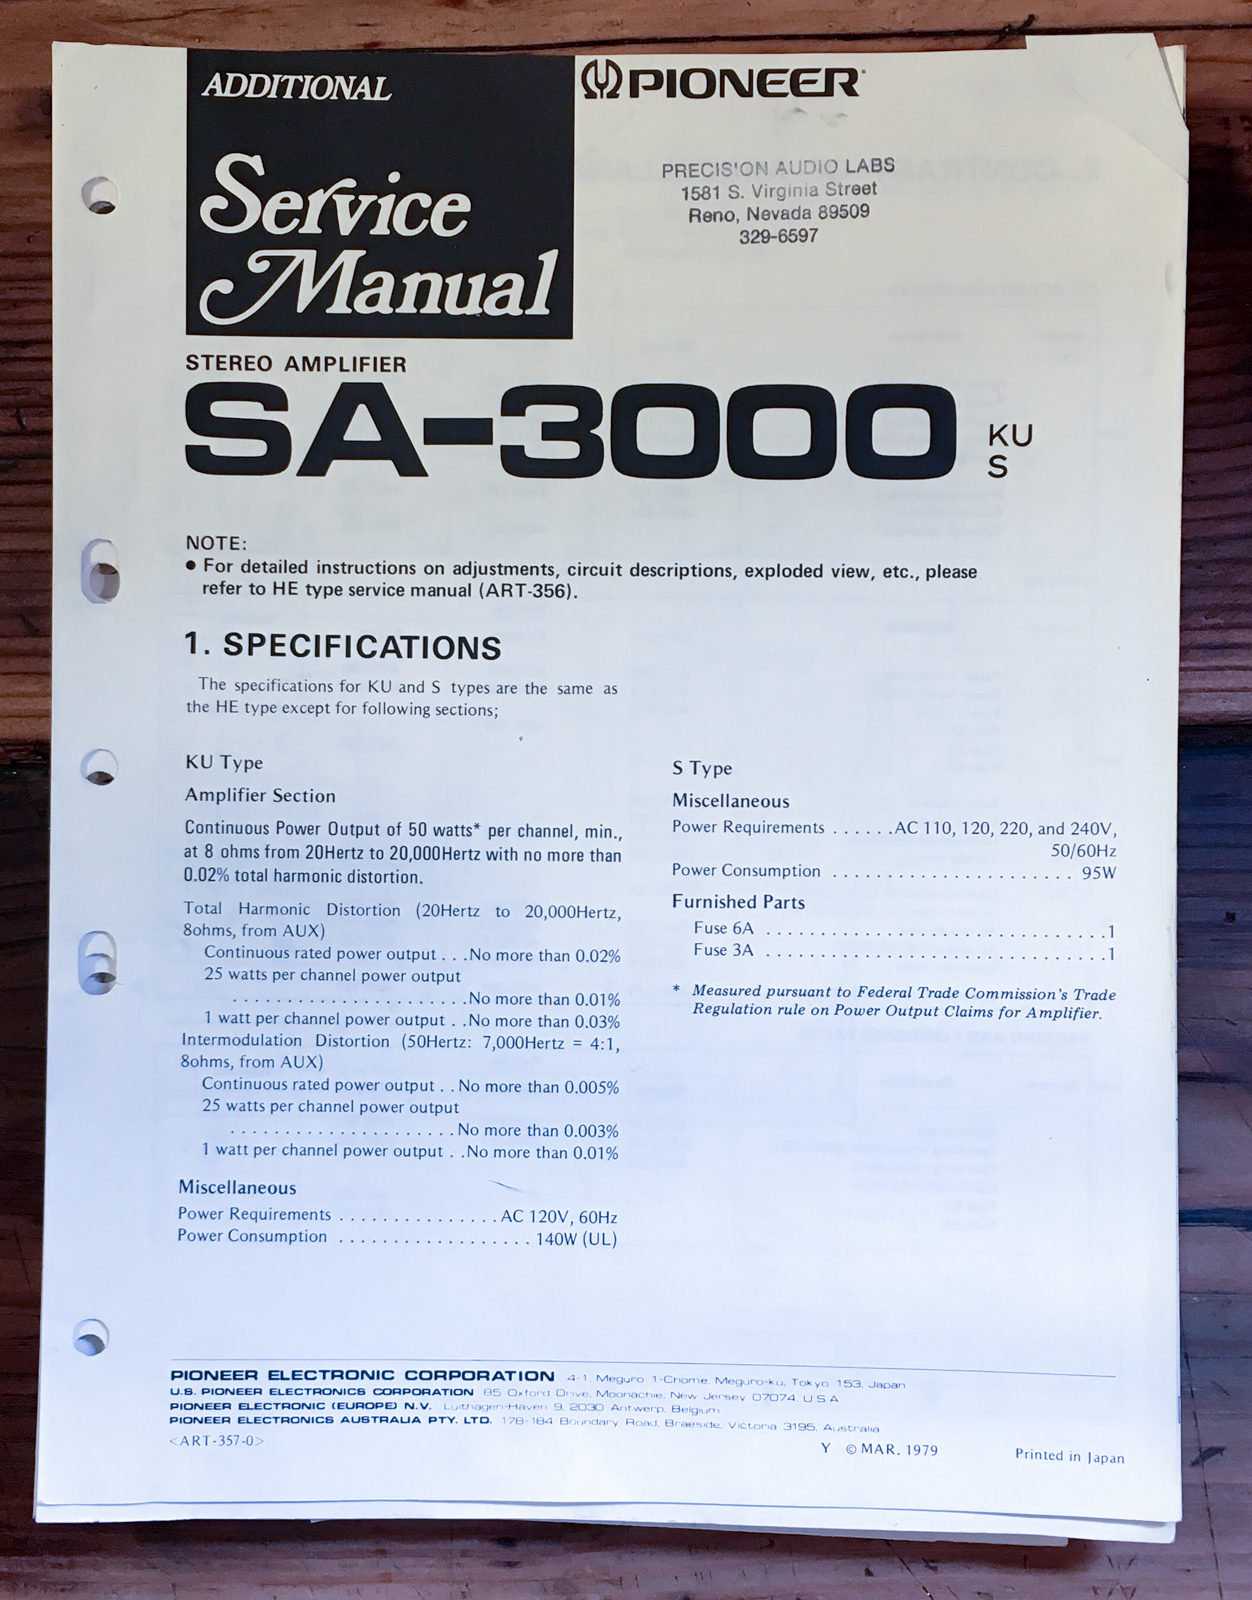 ADDITIONAL
Service
Manual
PIONEER
PRECISION AUDIO LABS
1581 S. Virginia Street
Reno, Nevada 89509
329-6597
STEREO AMPLIFIER
SA-3000 KU
S
NOTE:
● For detailed instructions on adjustments, circuit descriptions, exploded view, etc., please
refer to HE type service manual (ART-356).
1. SPECIFICATIONS
The specifications for KU and S types are the same as
the HE type except for following sections;
KU Type
Amplifier Section
Continuous Power Output of 50 watts* per channel, min.,
at 8 ohms from 20Hertz to 20,000Hertz with no more than
0.02% total harmonic distortion.
Total Harmonic Distortion (20Hertz to 20,000Hertz,
8ohms, from AUX)
Continuous rated power output . . .No more than 0.02%
25 watts per channel power output
. . . . . . . . . . . . . . . . . . . . . .No more than 0.01%
1 watt per channel power output . .No more than 0.03%
Intermodulation Distortion (50Hertz: 7,000Hertz = 4:1,
8ohms, from AUX)
Continuous rated power output . . No more than 0.005%
25 watts per channel power output
. . . . . . . . . . . . . . . . . . . . . No more than 0.003%
1 watt per channel power output . .No more than 0.01%
Miscellaneous
Power Requirements . . . . . . . . . . . . . . . AC 120V, 60Hz
Power Consumption . . . . . . . . . . . . . . . . . . 140W (UL)
S Type
Miscellaneous
Power Requirements . . . . . .AC 110, 120, 220, and 240V,
50/60Hz
Power Consumption . . . . . . . . . . . . . . . . . . . . . . . 95W
Furnished Parts
Fuse 6A . . . . . . . . . . . . . . . . . . . . . . . . . . . . . . . .1
Fuse 3A . . . . . . . . . . . . . . . . . . . . . . . . . . . . . . . .1
* Measured pursuant to Federal Trade Commission's Trade
Regulation rule on Power Output Claims for Amplifier.
PIONEER ELECTRONIC CORPORATION 4-1, Meguro 1-Chome, Meguro-ku, Tokyo 153, Japan
U.S. PIONEER ELECTRONICS CORPORATION 85 Oxford Drive, Moonachie, New Jersey 07074, U S A
PIONEER ELECTRONIC (EUROPE) N.V. Luithagen-Haven 9, 2030 Antwerp, Belgium
PIONEER ELECTRONICS AUSTRALIA PTY. LTD. 178-184 Boundary Road, Braeside, Victoria 3195, Australia
<ART-357-0>
Y © MAR. 1979
Printed in Japan